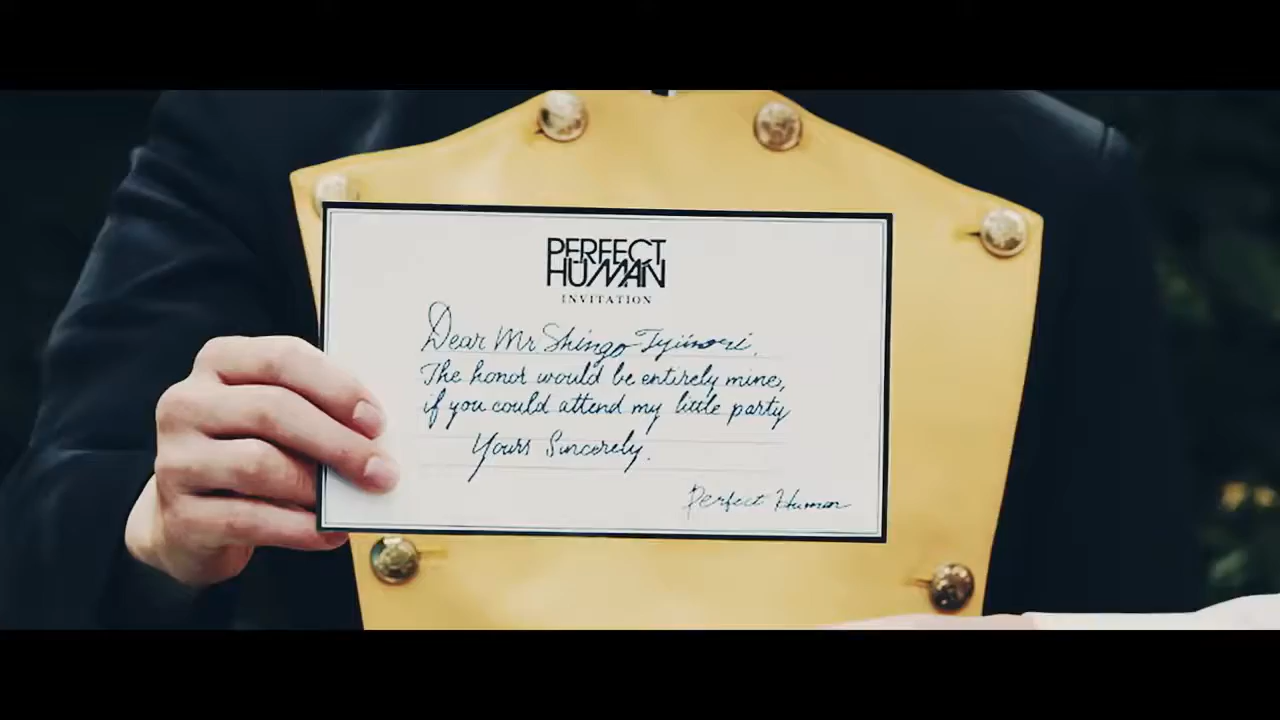 PERFECT
HUMAN
INVITATION
Dear Mr Shingo
The honor would be entirely mine,
if you could attend my little party
Yours Sincerely.
Perfect Human